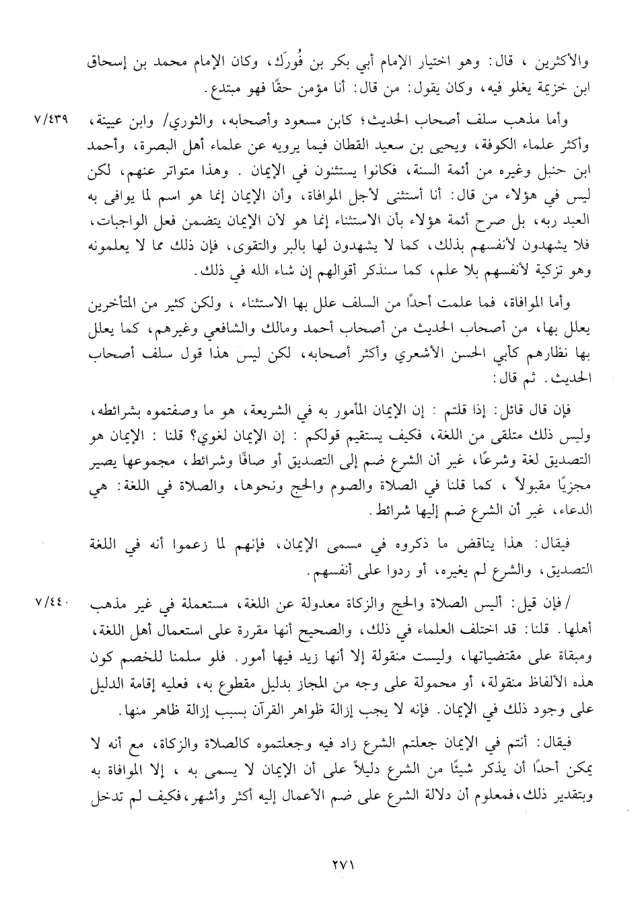 والأكثرين ، قال: وهو اختيار الإمام أبي بكر بن فُورَك، وكان الإمام محمد بن إسحاق
ابن خزيمة يغلو فيه، وكان يقول: من قال: أنا مؤمن حقًا فهو مبتدع.
٧/٤٣٩ وأما مذهب سلف أصحاب الحديث؛ كابن مسعود وأصحابه، والثوري/ وابن عيينة،
وأكثر علماء الكوفة، ويحيى بن سعيد القطان فيما يرويه عن علماء أهل البصرة، وأحمد
ابن حنبل وغيره من أئمة السنة، فكانوا يستثنون في الإيمان . وهذا متواتر عنهم، لكن
ليس في هؤلاء من قال: أنا أستثنى لأجل الموافاة، وأن الإيمان إنما هو اسم لما يوافى به
العبد ربه، بل صرح أئمة هؤلاء بأن الاستثناء إنما هو لأن الإيمان يتضمن فعل الواجبات،
فلا يشهدون لأنفسهم بذلك، كما لا يشهدون لها بالبر والتقوى، فإن ذلك مما لا يعلمونه
وهو تزكية لأنفسهم بلا علم، كما سنذكر أقوالهم إن شاء الله في ذلك.
وأما الموافاة، فما علمت أحدًا من السلف علل بها الاستثناء ، ولكن كثير من المتأخرين
يعلل بها، من أصحاب الحديث من أصحاب أحمد ومالك والشافعي وغيرهم، كما يعلل
بها نظارهم كأبي الحسن الأشعري وأكثر أصحابه، لكن ليس هذا قول سلف أصحاب
الحديث. ثم قال:
فإن قال قائل: إذا قلتم : إن الإيمان المأمور به في الشريعة، هو ما وصفتموه بشرائطه،
وليس ذلك متلقى من اللغة، فكيف يستقيم قولكم : إن الإيمان لغوي؟ قلنا : الإيمان هو
التصديق لغة وشرعًا، غير أن الشرع ضم إلى التصديق أو صافًا وشرائط، مجموعها يصير
مجزيًا مقبولاً ، كما قلنا في الصلاة والصوم والحج ونحوها، والصلاة في اللغة: هي
الدعاء، غير أن الشرع ضم إليها شرائط.
فيقال: هذا يناقض ما ذكروه في مسمى الإيمان، فإنهم لما زعموا أنه في اللغة
التصديق، والشرع لم يغيره، أو ردوا على أنفسهم.
٧/٤٤٠ / فإن قيل: أليس الصلاة والحج والزكاة معدولة عن اللغة، مستعملة في غير مذهب
أهلها. قلنا: قد اختلف العلماء في ذلك، والصحيح أنها مقررة على استعمال أهل اللغة،
ومبقاة على مقتضياتها، وليست منقولة إلا أنها زيد فيها أمور. فلو سلمنا للخصم كون
هذه الألفاظ منقولة، أو محمولة على وجه من المجاز بدليل مقطوع به، فعليه إقامة الدليل
على وجود ذلك في الإيمان. فإنه لا يجب إزالة ظواهر القرآن بسبب إزالة ظاهر منها.
فيقال: أنتم في الإيمان جعلتم الشرع زاد فيه وجعلتموه كالصلاة والزكاة، مع أنه لا
يمكن أحدًا أن يذكر شيئًا من الشرع دليلاً على أن الإيمان لا يسمى به ، إلا الموافاة به
وبتقدير ذلك،فمعلوم أن دلالة الشرع على ضم الأعمال إليه أكثر وأشهر،فكيف لم تدخل
٢٧١